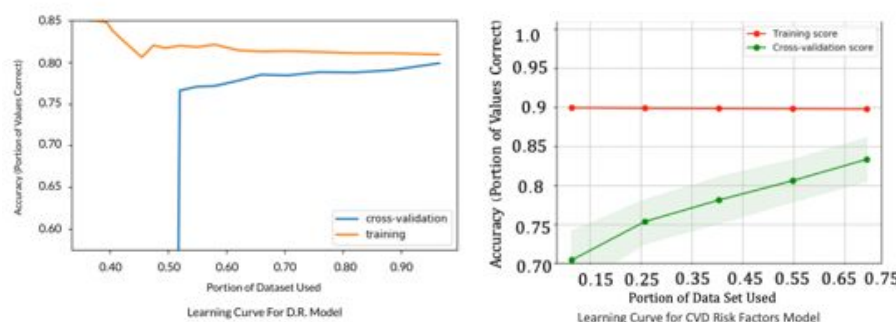 0.85
0.80
0.75
0.70
0.65
0.60
Accuracy (Portion of Values Correct)
cross-validation
training
0.40 0.50 0.60 0.70 0.80 0.90
Portion of Dataset Used
Learning Curve For D.R. Model
1.0
0.95
0.9
0.85
0.8
0.75
0.70
Accuracy (Portion of Values Correct)
Training score
Cross-validation score
0.15 0.25 0.35 0.45 0.55 0.65 0.75
Portion of Data Set Used
Learning Curve for CVD Risk Factors Model